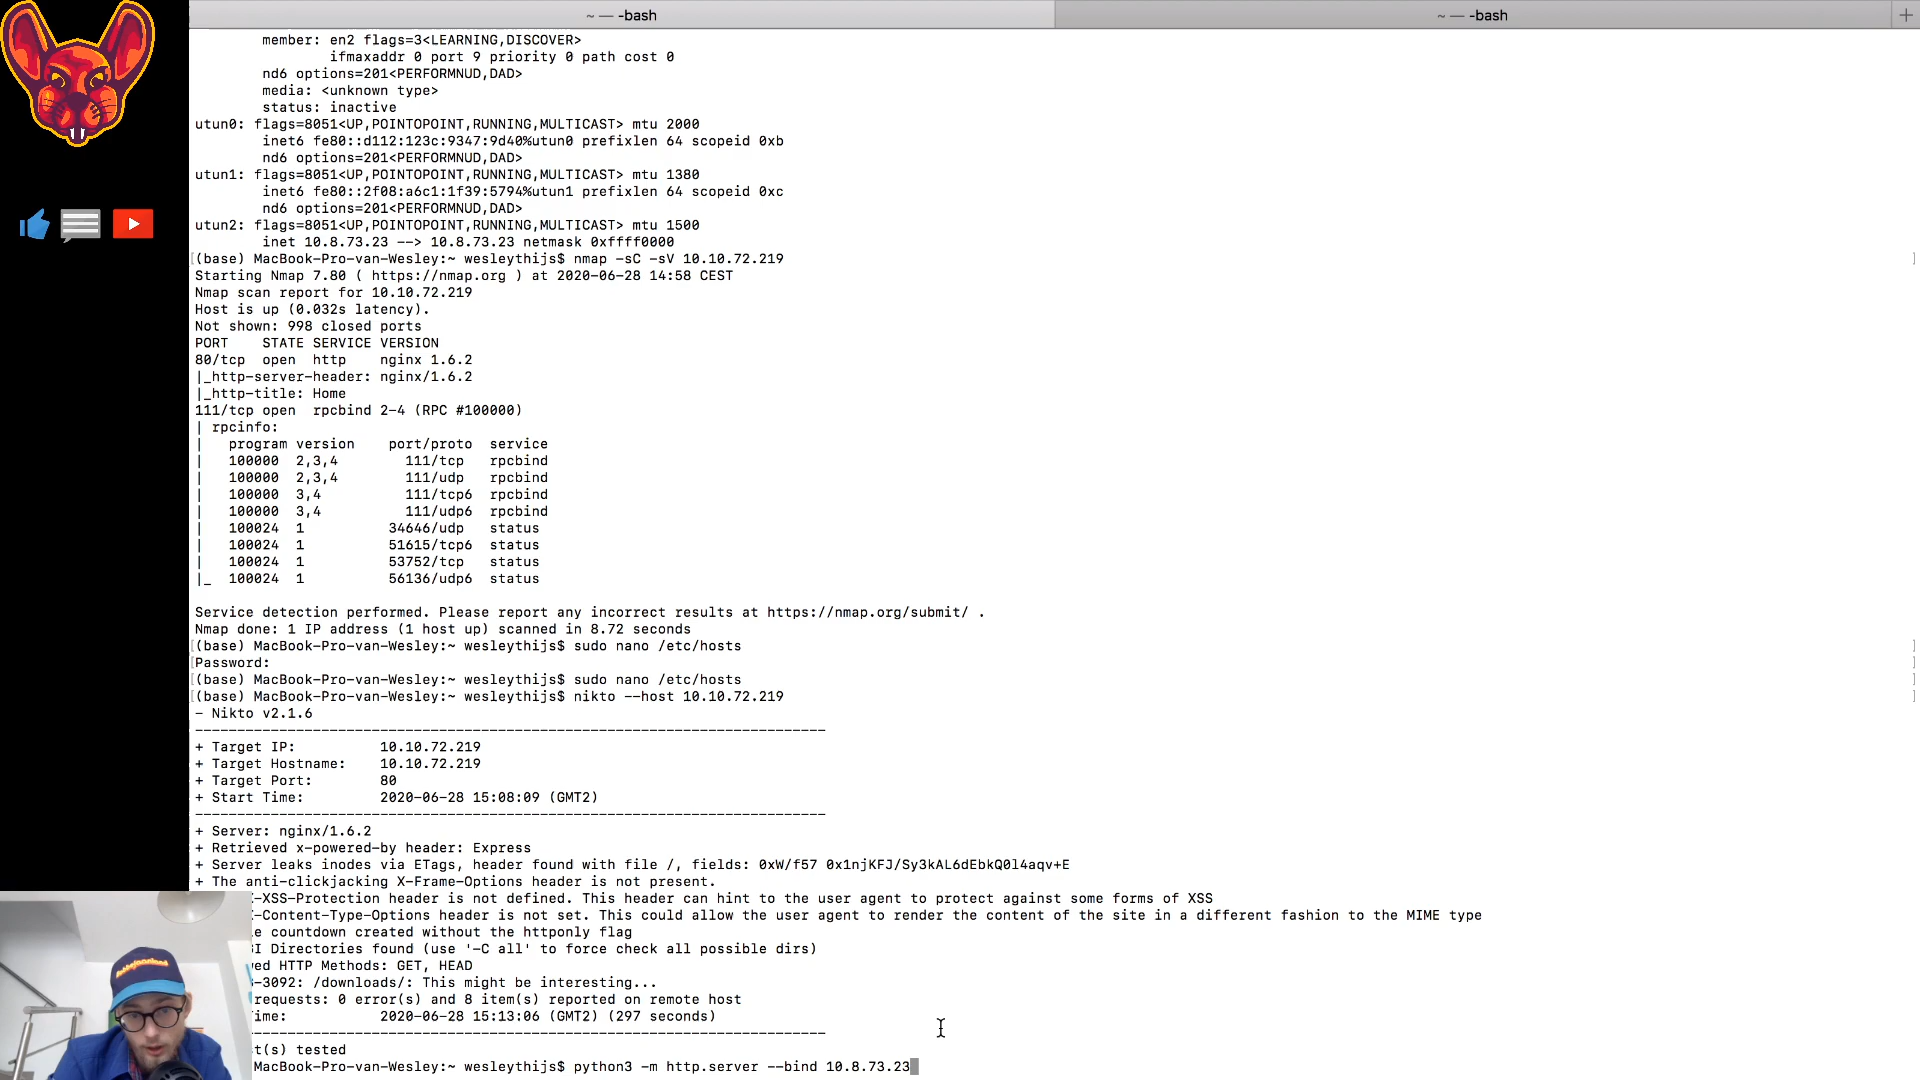 ~ — -bash
~ — -bash
member: en2 flags=3<LEARNING,DISCOVER>
ifmaxaddr 0 port 9 priority 0 path cost 0
nd6 options=201<PERFORMNUD,DAD>
media: <unknown type>
status: inactive
utun0: flags=8051<UP,POINTOPOINT,RUNNING,MULTICAST> mtu 2000
inet6 fe80::d112:123c:9347:9d40%utun0 prefixlen 64 scopeid 0xb
nd6 options=201<PERFORMNUD,DAD>
utun1: flags=8051<UP,POINTOPOINT,RUNNING,MULTICAST> mtu 1380
inet6 fe80::2f08:a6c1:1f39:5794%utun1 prefixlen 64 scopeid 0xc
nd6 options=201<PERFORMNUD,DAD>
utun2: flags=8051<UP,POINTOPOINT,RUNNING,MULTICAST> mtu 1500
inet 10.8.73.23 --> 10.8.73.23 netmask 0xffff0000
[(base) MacBook-Pro-van-Wesley:~ wesleythijs$ nmap -sC -sV 10.10.72.219 ]
Starting Nmap 7.80 ( https://nmap.org ) at 2020-06-28 14:58 CEST
Nmap scan report for 10.10.72.219
Host is up (0.032s latency).
Not shown: 998 closed ports
PORT STATE SERVICE VERSION
80/tcp open http nginx 1.6.2
|_http-server-header: nginx/1.6.2
|_http-title: Home
111/tcp open rpcbind 2-4 (RPC #100000)
| rpcinfo:
| program version port/proto service
| 100000 2,3,4 111/tcp rpcbind
| 100000 2,3,4 111/udp rpcbind
| 100000 3,4 111/tcp6 rpcbind
| 100000 3,4 111/udp6 rpcbind
| 100024 1 34646/udp status
| 100024 1 51615/tcp6 status
| 100024 1 53752/tcp status
|_ 100024 1 56136/udp6 status
Service detection performed. Please report any incorrect results at https://nmap.org/submit/ .
Nmap done: 1 IP address (1 host up) scanned in 8.72 seconds
[(base) MacBook-Pro-van-Wesley:~ wesleythijs$ sudo nano /etc/hosts ]
[Password: ]
[(base) MacBook-Pro-van-Wesley:~ wesleythijs$ sudo nano /etc/hosts ]
[(base) MacBook-Pro-van-Wesley:~ wesleythijs$ nikto --host 10.10.72.219 ]
- Nikto v2.1.6
---------------------------------------------------------------------------
+ Target IP: 10.10.72.219
+ Target Hostname: 10.10.72.219
+ Target Port: 80
+ Start Time: 2020-06-28 15:08:09 (GMT2)
---------------------------------------------------------------------------
+ Server: nginx/1.6.2
+ Retrieved x-powered-by header: Express
+ Server leaks inodes via ETags, header found with file /, fields: 0xW/f57 0x1njKFJ/Sy3kAL6dEbkQ0l4aqv+E
+ The anti-clickjacking X-Frame-Options header is not present.
-XSS-Protection header is not defined. This header can hint to the user agent to protect against some forms of XSS
-Content-Type-Options header is not set. This could allow the user agent to render the content of the site in a different fashion to the MIME type
e countdown created without the httponly flag
I Directories found (use '-C all' to force check all possible dirs)
ed HTTP Methods: GET, HEAD
-3092: /downloads/: This might be interesting...
requests: 0 error(s) and 8 item(s) reported on remote host
ime: 2020-06-28 15:13:06 (GMT2) (297 seconds)
---------------------------------------------------------------------------
t(s) tested
MacBook-Pro-van-Wesley:~ wesleythijs$ python3 -m http.server --bind 10.8.73.23